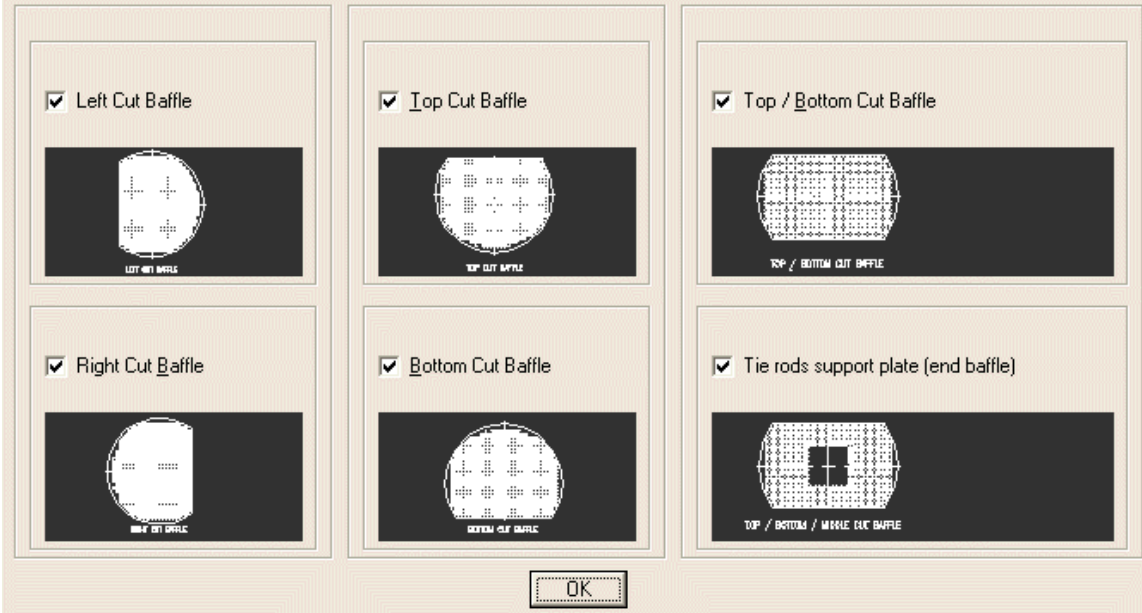 Left Cut Baffle
Top Cut Baffle
Top / Bottom Cut Baffle
TOP CUT BAFFLE
TOP / BOTTOM CUT BAFFLE
Right Cut Baffle
Bottom Cut Baffle
Tie rods support plate (end baffle)
BOTTOM CUT BAFFLE
TOP / BOTTOM / MIDDLE CUT BAFFLE
OK